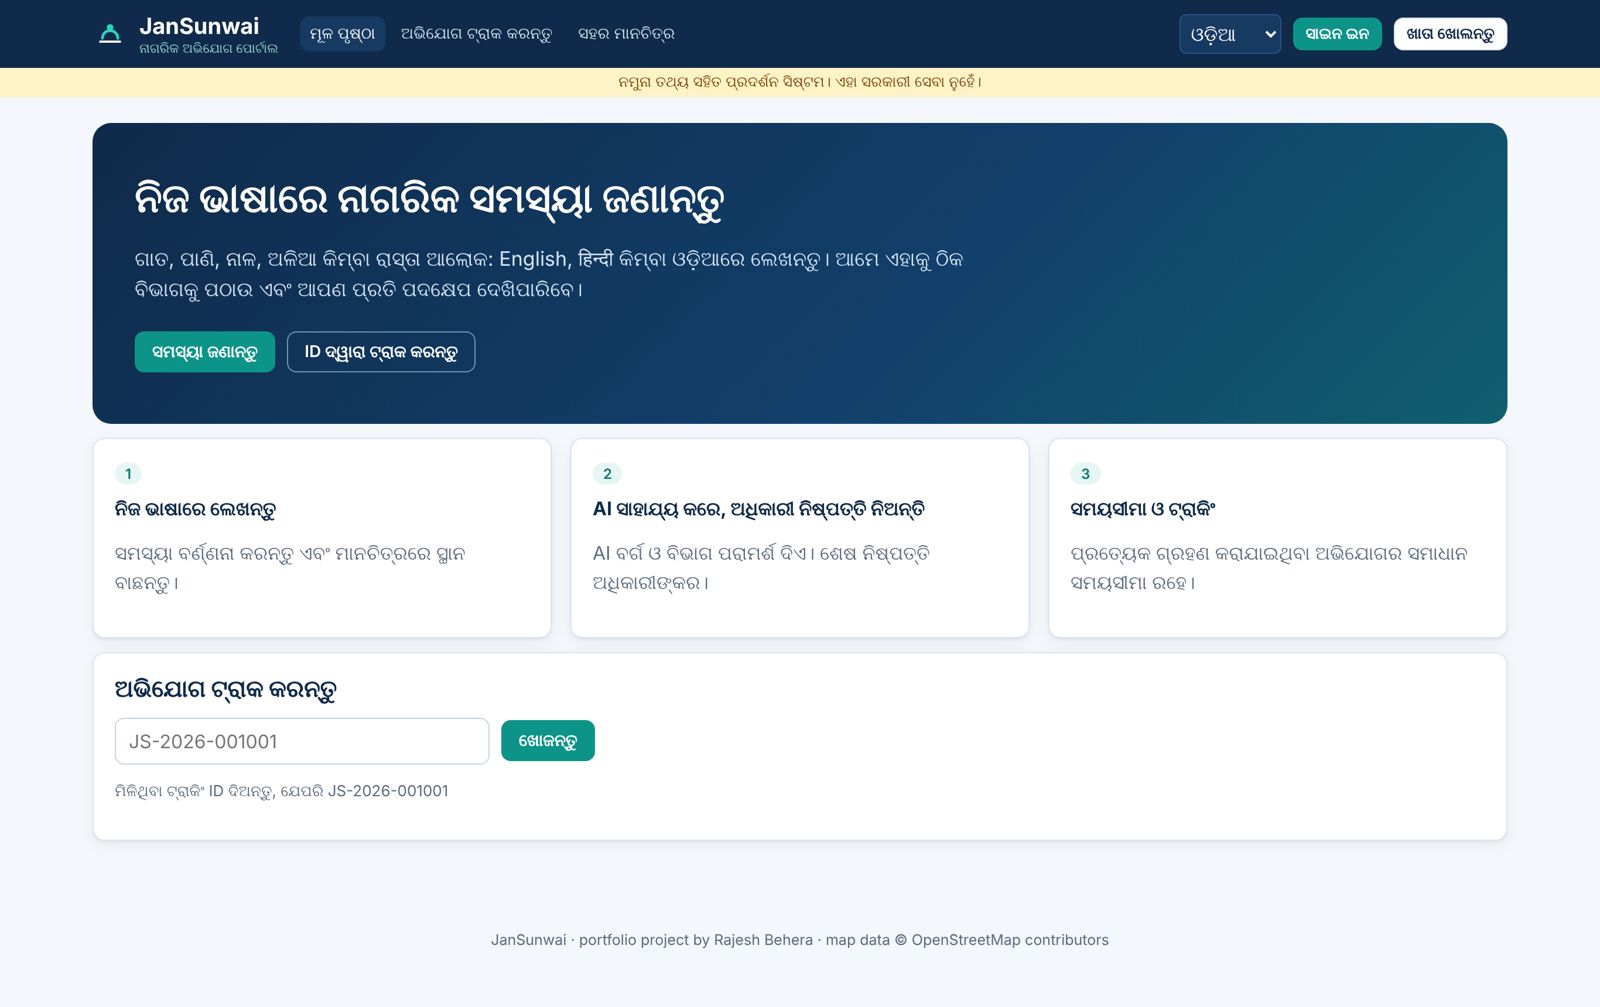 JanSunwai
ନାଗରିକ ଅଭିଯୋଗ ପୋର୍ଟାଲ
ମୂଳ ପୃଷ୍ଠା
ଅଭିଯୋଗ ଟ୍ରାକ କରନ୍ତୁ
ସହର ମାନଚିତ୍ର
ଓଡ଼ିଆ
ସାଇନ ଇନ
ଖାତା ଖୋଲନ୍ତୁ
ନମୁନା ତଥ୍ୟ ସହିତ ପ୍ରଦର୍ଶନ ସିଷ୍ଟମ। ଏହା ସରକାରୀ ସେବା ନୁହେଁ।
ନିଜ ଭାଷାରେ ନାଗରିକ ସମସ୍ୟା ଜଣାନ୍ତୁ
ଗାତ, ପାଣି, ନାଳ, ଅଳିଆ କିମ୍ବା ରାସ୍ତା ଆଲୋକ: English, हिन्दी କିମ୍ବା ଓଡ଼ିଆରେ ଲେଖନ୍ତୁ। ଆମେ ଏହାକୁ ଠିକ
ବିଭାଗକୁ ପଠାଉ ଏବଂ ଆପଣ ପ୍ରତି ପଦକ୍ଷେପ ଦେଖିପାରିବେ।
ସମସ୍ୟା ଜଣାନ୍ତୁ
ID ଦ୍ୱାରା ଟ୍ରାକ କରନ୍ତୁ
1
ନିଜ ଭାଷାରେ ଲେଖନ୍ତୁ
ସମସ୍ୟା ବର୍ଣ୍ଣନା କରନ୍ତୁ ଏବଂ ମାନଚିତ୍ରରେ ସ୍ଥାନ
ବାଛନ୍ତୁ।
2
AI ସାହାଯ୍ୟ କରେ, ଅଧିକାରୀ ନିଷ୍ପତ୍ତି ନିଅନ୍ତି
AI ବର୍ଗ ଓ ବିଭାଗ ପରାମର୍ଶ ଦିଏ। ଶେଷ ନିଷ୍ପତ୍ତି
ଅଧିକାରୀଙ୍କର।
3
ସମୟସୀମା ଓ ଟ୍ରାକିଂ
ପ୍ରତ୍ୟେକ ଗ୍ରହଣ କରାଯାଇଥିବା ଅଭିଯୋଗର ସମାଧାନ
ସମୟସୀମା ରହେ।
ଅଭିଯୋଗ ଟ୍ରାକ କରନ୍ତୁ
JS-2026-001001
ଖୋଜନ୍ତୁ
ମିଳିଥିବା ଟ୍ରାକିଂ ID ଦିଅନ୍ତୁ, ଯେପରି JS-2026-001001
JanSunwai · portfolio project by Rajesh Behera · map data © OpenStreetMap contributors